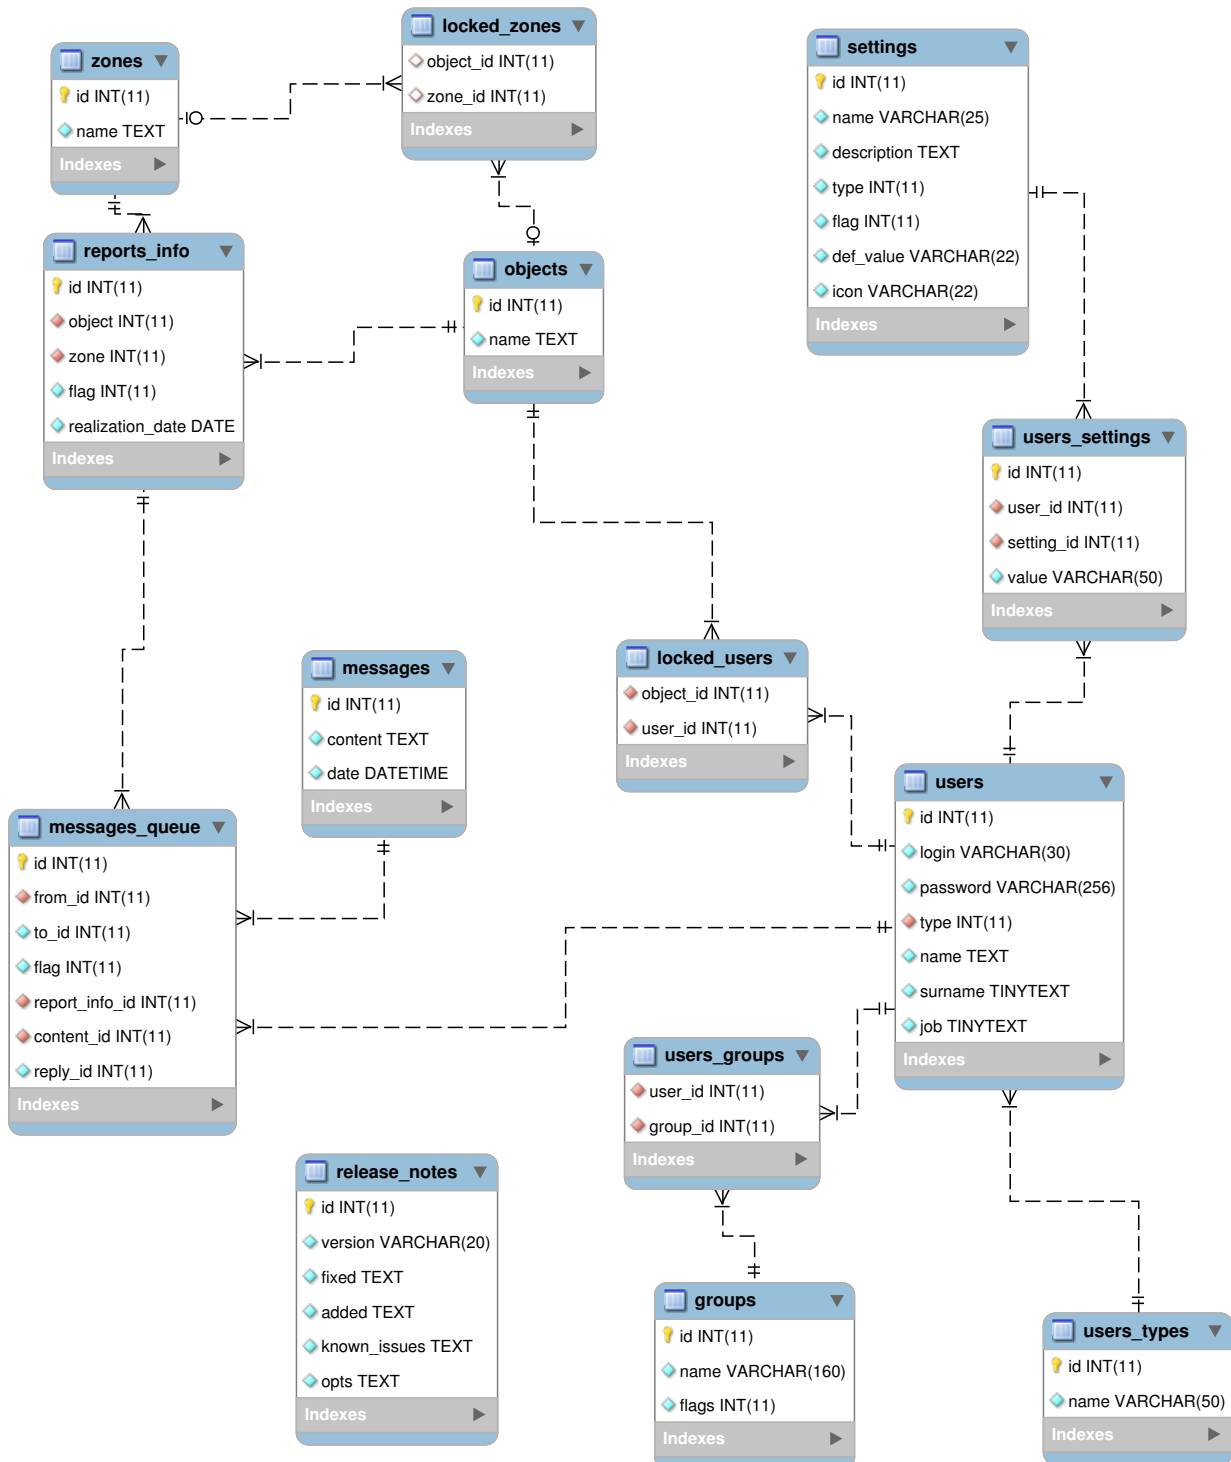 zones
id INT(11)
name TEXT
Indexes
locked_zones
object_id INT(11)
zone_id INT(11)
Indexes
settings
id INT(11)
name VARCHAR(25)
description TEXT
type INT(11)
flag INT(11)
def_value VARCHAR(22)
icon VARCHAR(22)
Indexes
reports_info
id INT(11)
object INT(11)
zone INT(11)
flag INT(11)
realization_date DATE
Indexes
objects
id INT(11)
name TEXT
Indexes
users_settings
id INT(11)
user_id INT(11)
setting_id INT(11)
value VARCHAR(50)
Indexes
messages
id INT(11)
content TEXT
date DATETIME
Indexes
locked_users
object_id INT(11)
user_id INT(11)
Indexes
users
id INT(11)
login VARCHAR(30)
password VARCHAR(256)
type INT(11)
name TEXT
surname TINYTEXT
job TINYTEXT
Indexes
messages_queue
id INT(11)
from_id INT(11)
to_id INT(11)
flag INT(11)
report_info_id INT(11)
content_id INT(11)
reply_id INT(11)
Indexes
users_groups
user_id INT(11)
group_id INT(11)
Indexes
release_notes
id INT(11)
version VARCHAR(20)
fixed TEXT
added TEXT
known_issues TEXT
opts TEXT
Indexes
groups
id INT(11)
name VARCHAR(160)
flags INT(11)
Indexes
users_types
id INT(11)
name VARCHAR(50)
Indexes